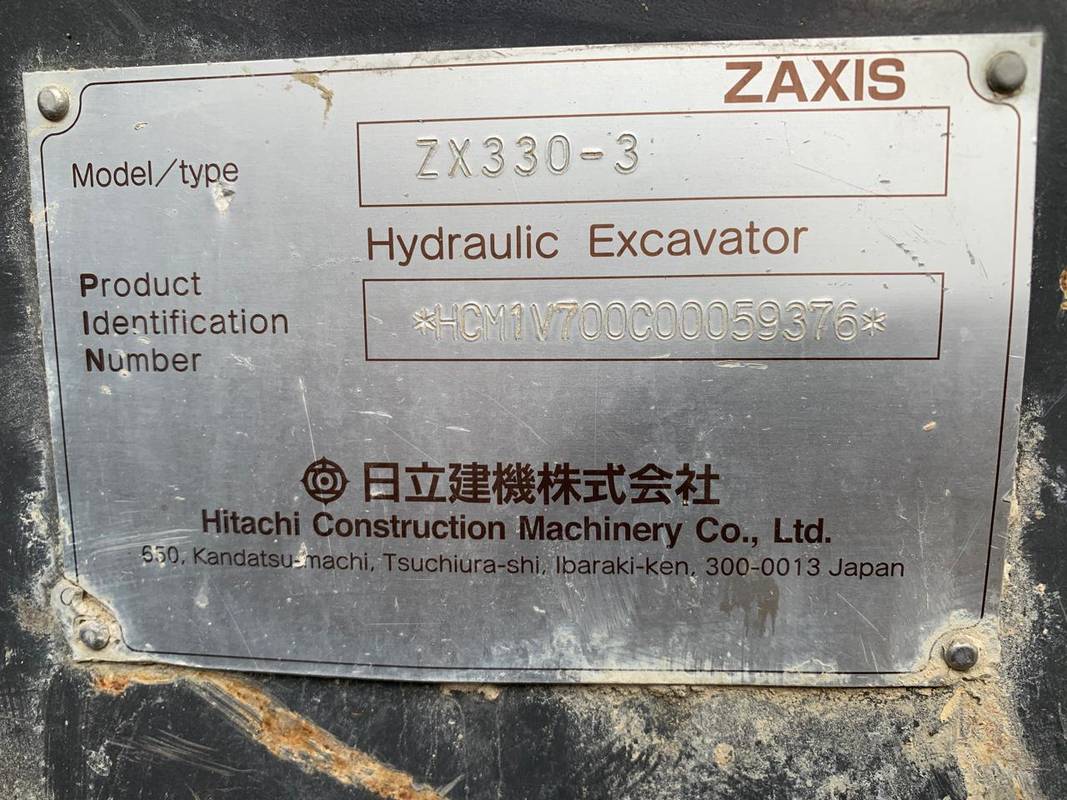 ZAXIS
Model/type
ZX330-3
Hydraulic Excavator
Product
Identification
Number
*HCM1V700C00059376*
日立建機株式会社
Hitachi Construction Machinery Co., Ltd.
650, Kandatsu-machi, Tsuchiura-shi, Ibaraki-ken, 300-0013 Japan